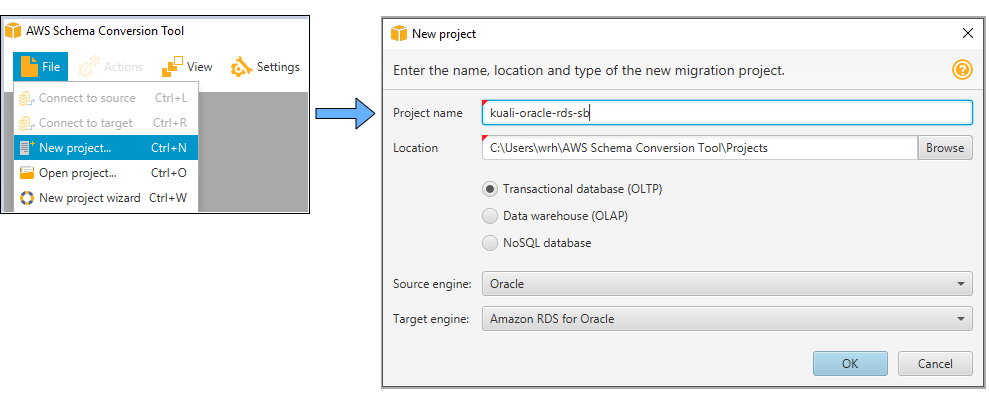 AWS Schema Conversion Tool
File Actions View Settings
Connect to source Ctrl+L
Connect to target Ctrl+R
New project... Ctrl+N
Open project... Ctrl+O
New project wizard Ctrl+W
New project
Enter the name, location and type of the new migration project.
?
Project name kuali-oracle-rds-sb
Location C:\Users\wrh\AWS Schema Conversion Tool\Projects Browse
Transactional database (OLTP)
Data warehouse (OLAP)
NoSQL database
Source engine: Oracle
Target engine: Amazon RDS for Oracle
OK Cancel